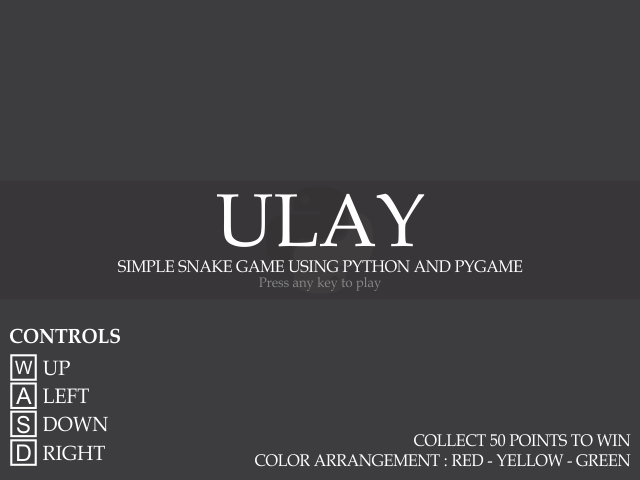 ULAY
SIMPLE SNAKE GAME USING PYTHON AND PYGAME
Press any key to play
CONTROLS
W UP
A LEFT
S DOWN
D RIGHT
COLLECT 50 POINTS TO WIN
COLOR ARRANGEMENT : RED - YELLOW - GREEN